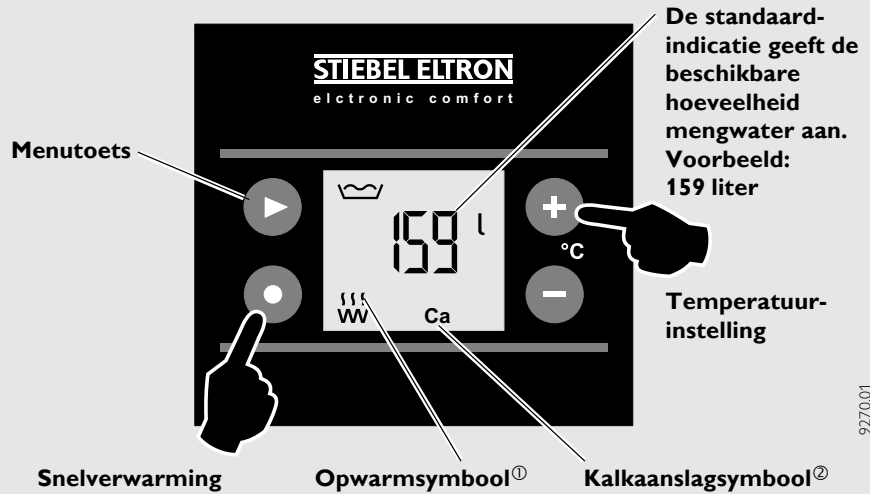 De standaard-
indicatie geeft de
beschikbare
hoeveelheid
mengwater aan.
Voorbeeld:
159 liter
STIEBEL ELTRON
elctronic comfort
Menutoets
159 l
°C
Ca
Temperatuur-
instelling
9270.01
Snelverwarming
Opwarmsymbool①
Kalkaanslagsymbool②